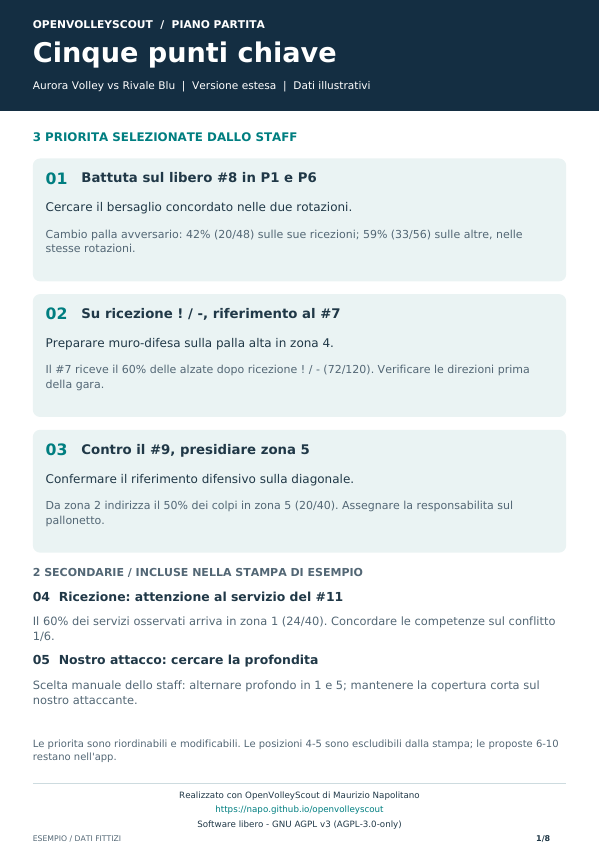 OPENVOLLEYSCOUT / PIANO PARTITA
Cinque punti chiave
Aurora Volley vs Rivale Blu | Versione estesa | Dati illustrativi
3 PRIORITA SELEZIONATE DALLO STAFF
01 Battuta sul libero #8 in P1 e P6
Cercare il bersaglio concordato nelle due rotazioni.
Cambio palla avversario: 42% (20/48) sulle sue ricezioni; 59% (33/56) sulle altre, nelle
stesse rotazioni.
02 Su ricezione ! / -, riferimento al #7
Preparare muro-difesa sulla palla alta in zona 4.
Il #7 riceve il 60% delle alzate dopo ricezione ! / - (72/120). Verificare le direzioni prima
della gara.
03 Contro il #9, presidiare zona 5
Confermare il riferimento difensivo sulla diagonale.
Da zona 2 indirizza il 50% dei colpi in zona 5 (20/40). Assegnare la responsabilita sul
pallonetto.
2 SECONDARIE / INCLUSE NELLA STAMPA DI ESEMPIO
04 Ricezione: attenzione al servizio del #11
Il 60% dei servizi osservati arriva in zona 1 (24/40). Concordare le competenze sul conflitto
1/6.
05 Nostro attacco: cercare la profondita
Scelta manuale dello staff: alternare profondo in 1 e 5; mantenere la copertura corta sul
nostro attaccante.
Le priorita sono riordinabili e modificabili. Le posizioni 4-5 sono escludibili dalla stampa; le proposte 6-10
restano nell'app.
Realizzato con OpenVolleyScout di Maurizio Napolitano
https://napo.github.io/openvolleyscout
Software libero - GNU AGPL v3 (AGPL-3.0-only)
ESEMPIO / DATI FITTIZI 1/8